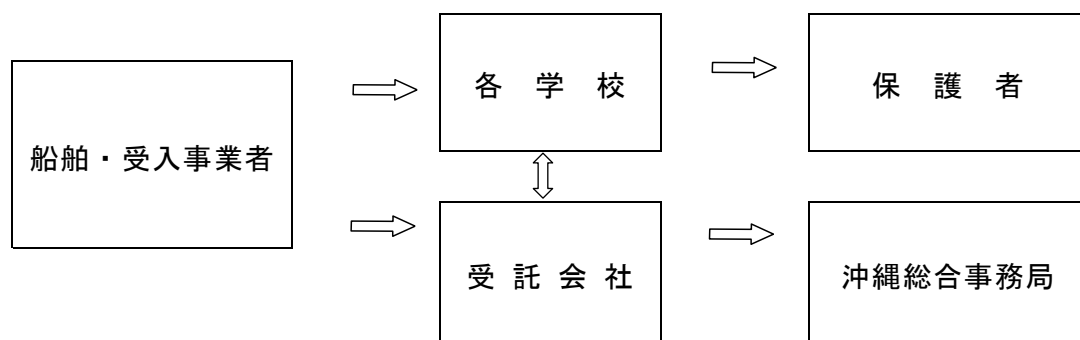 各学校
保護者
船舶・受入事業者
受託会社
沖縄総合事務局